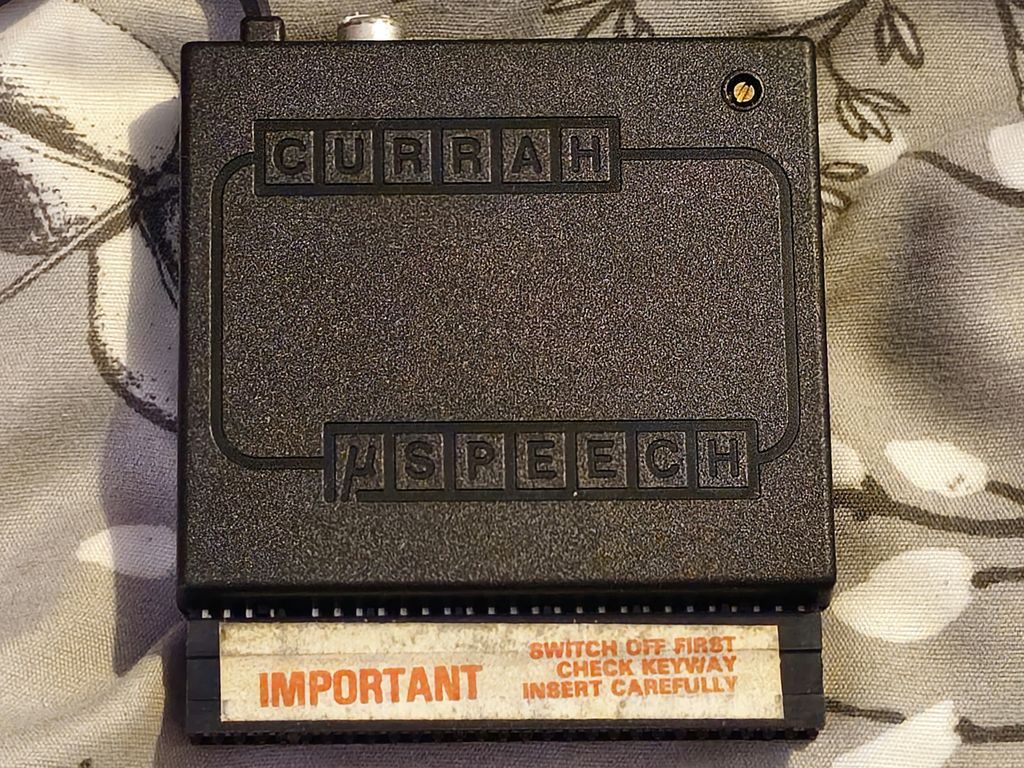 CURRAH
µSPEECH
IMPORTANT
SWITCH OFF FIRST
CHECK KEYWAY
INSERT CAREFULLY